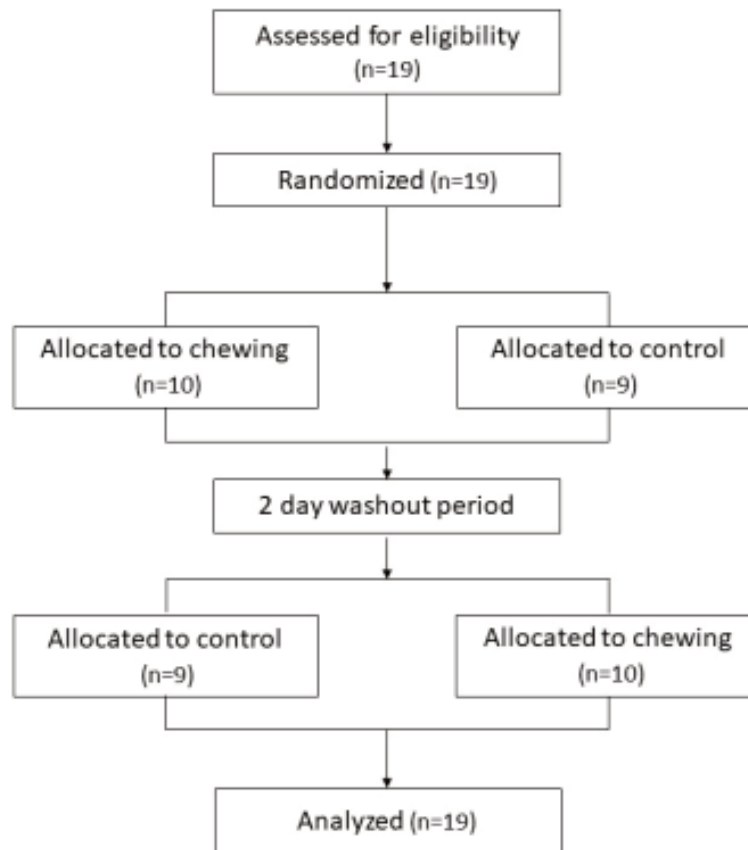 Assessed for eligibility
(n=19)
Randomized (n=19)
Allocated to chewing
(n=10)
Allocated to control
(n=9)
2 day washout period
Allocated to control
(n=9)
Allocated to chewing
(n=10)
Analyzed (n=19)